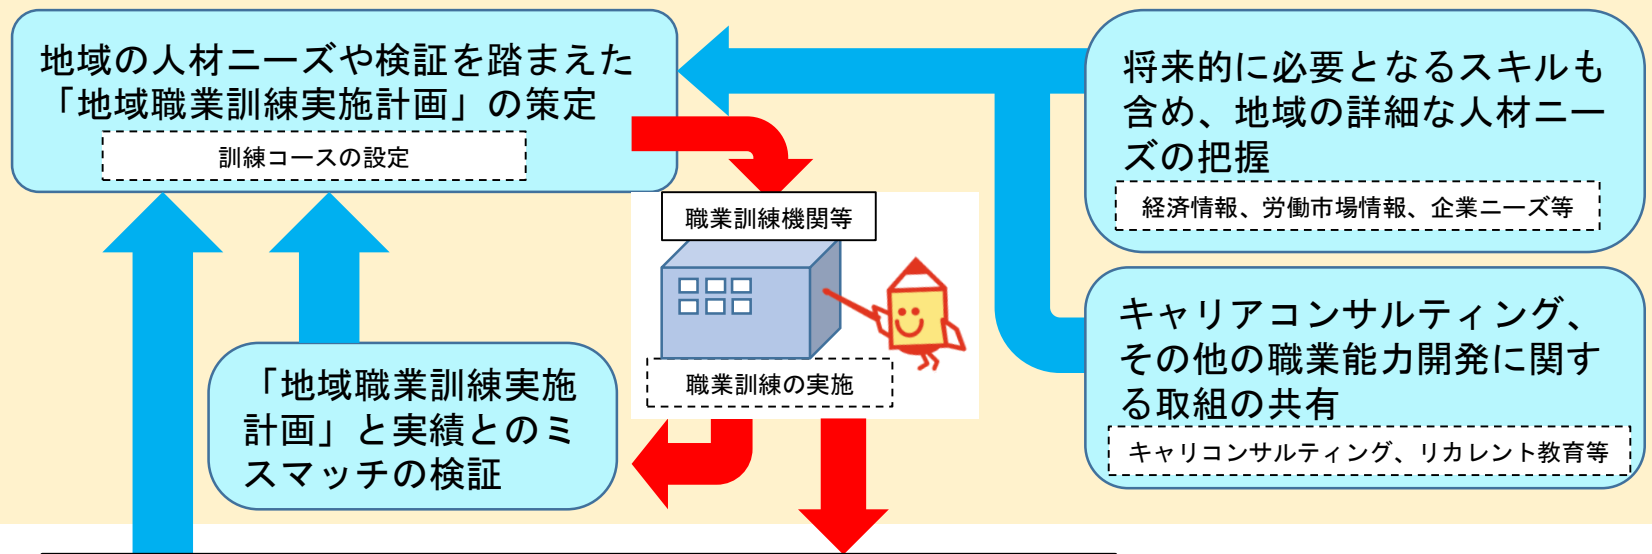 地域の人材ニーズや検証を踏まえた
「地域職業訓練実施計画」の策定
訓練コースの設定
将来的に必要となるスキルも
含め、地域の詳細な人材ニー
ズの把握
経済情報、労働市場情報、企業ニーズ等
職業訓練機関等
職業訓練の実施
「地域職業訓練実施
計画」と実績とのミ
スマッチの検証
キャリアコンサルティング、
その他の職業能力開発に関す
る取組の共有
キャリコンサルティング、リカレント教育等